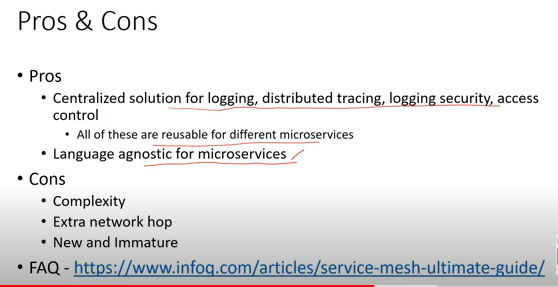 Pros & Cons
• Pros
• Centralized solution for logging, distributed tracing, logging security, access
control
• All of these are reusable for different microservices
• Language agnostic for microservices
• Cons
• Complexity
• Extra network hop
• New and Immature
• FAQ - https://www.infoq.com/articles/service-mesh-ultimate-guide/